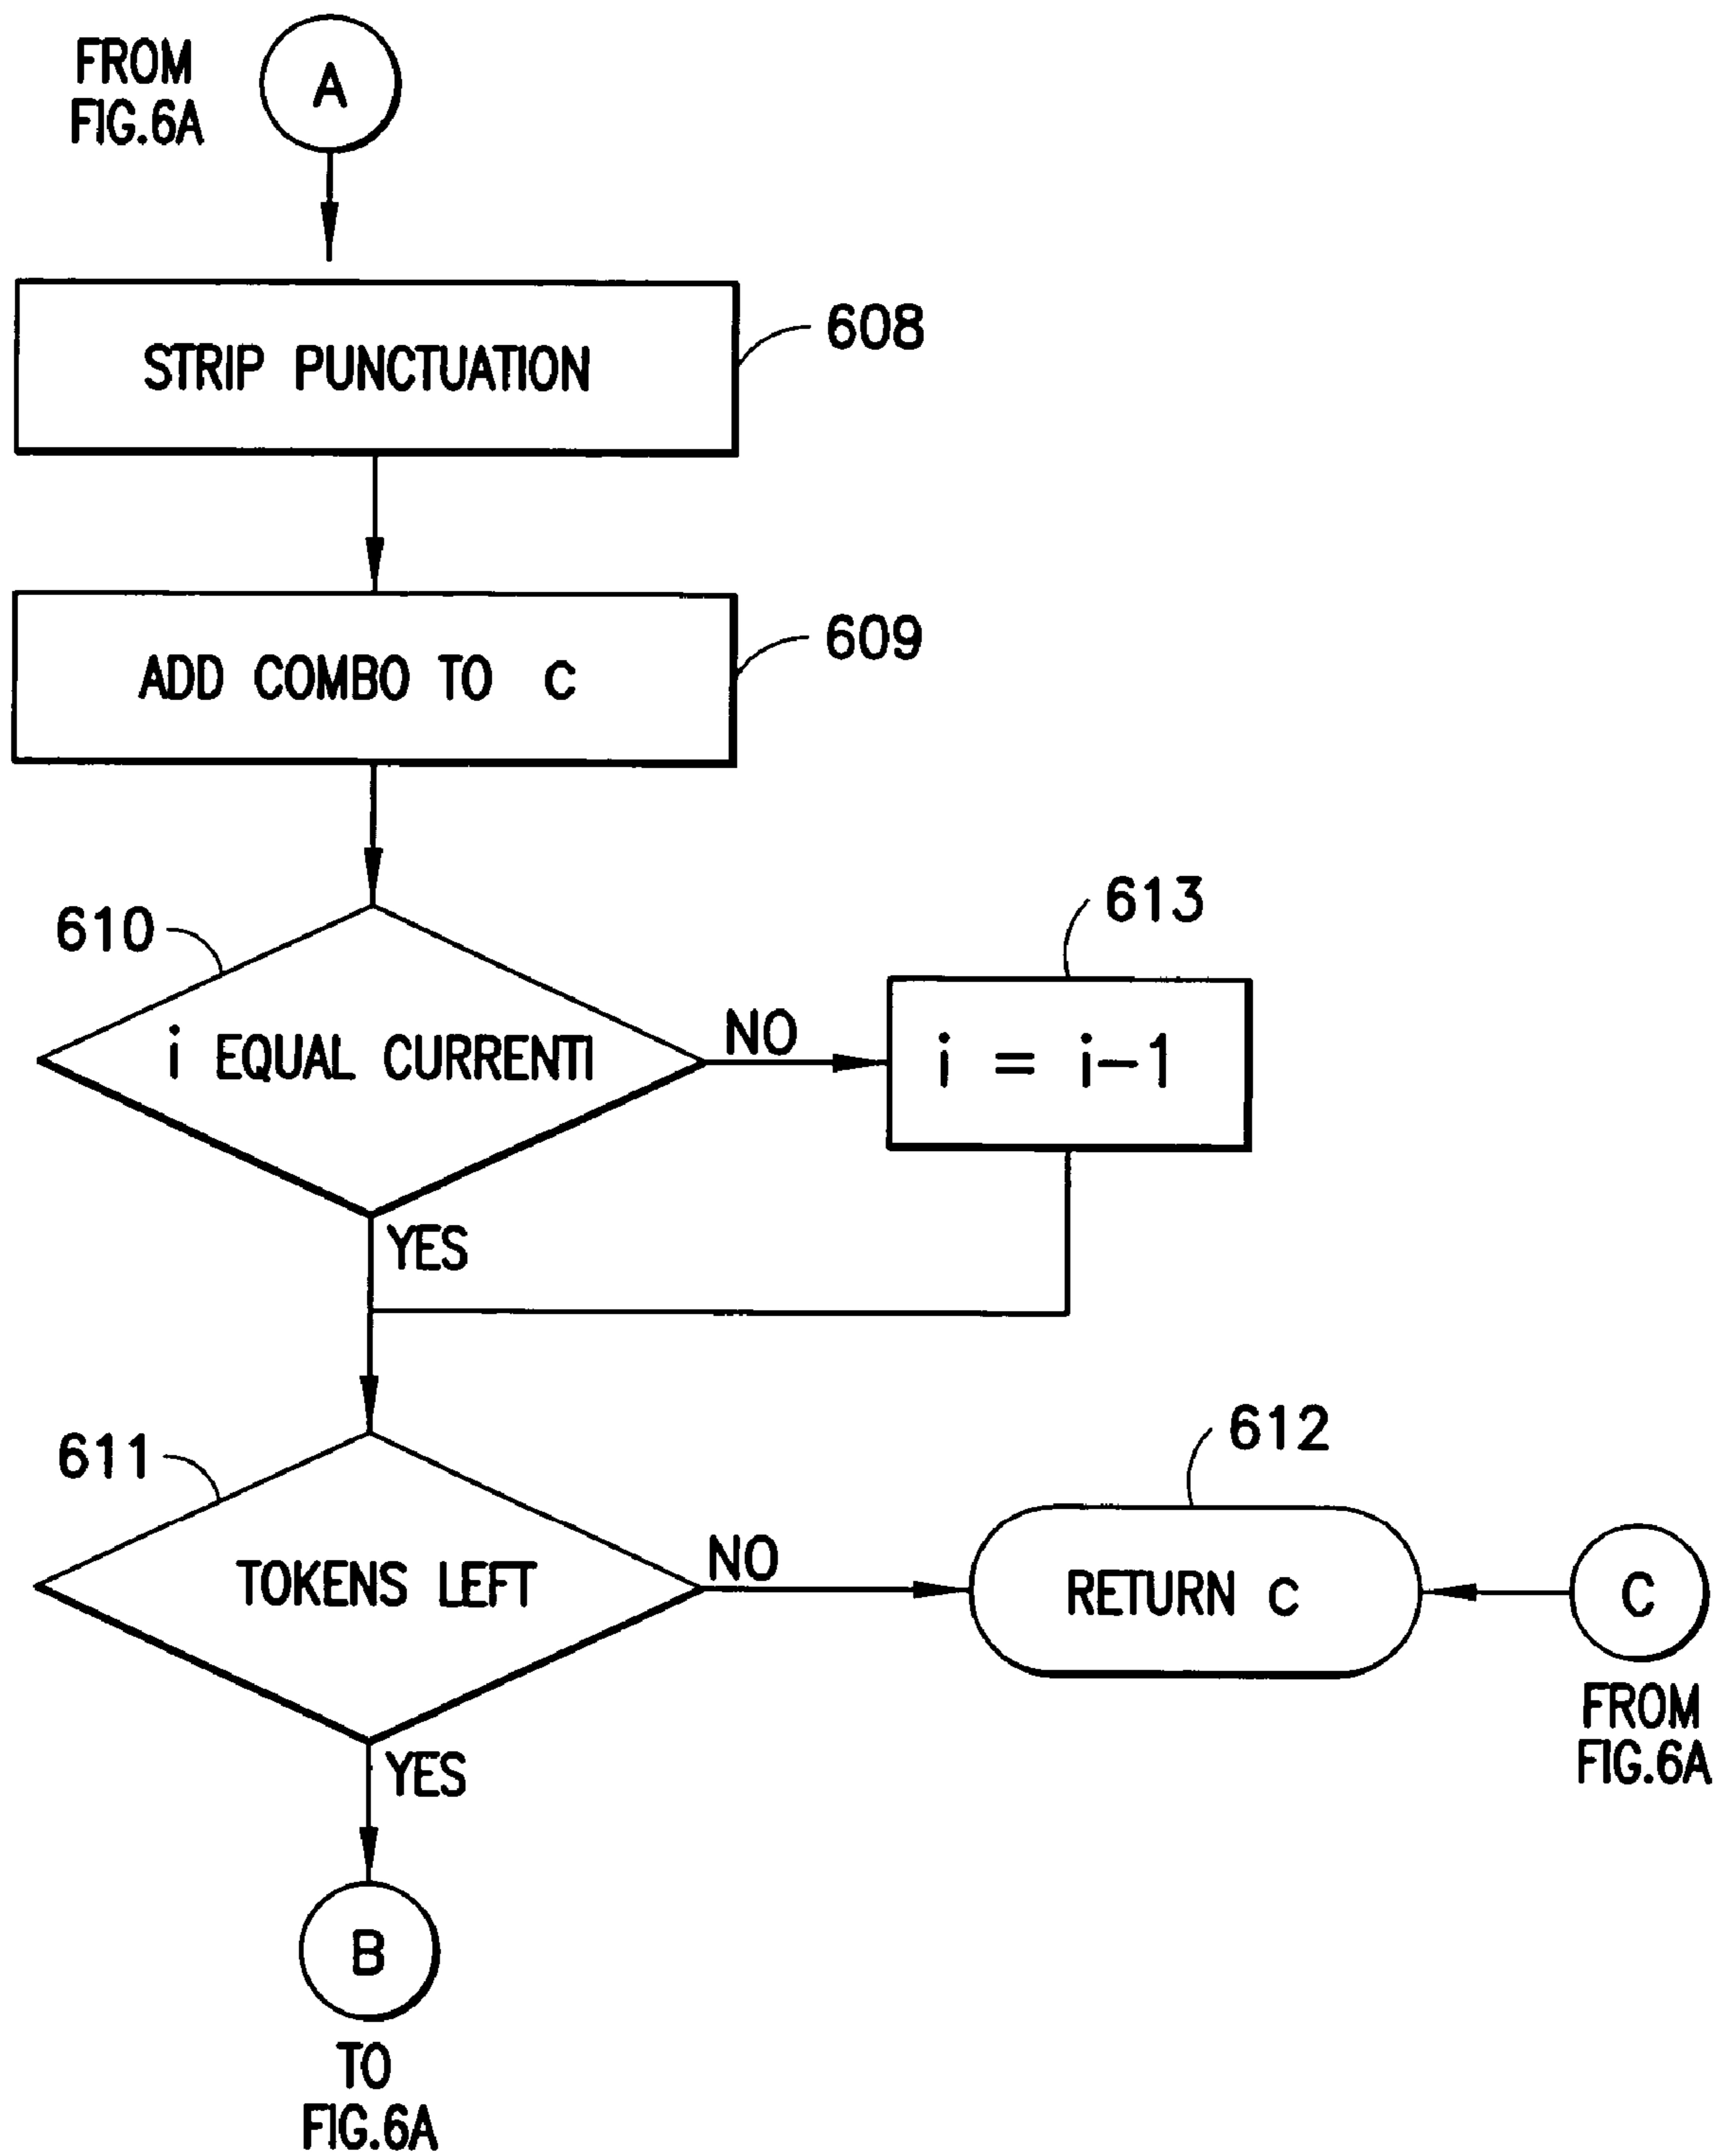 FROM
FIG.6A
A
STRIP PUNCTUATION
608
ADD COMBO TO c
609
610
i EQUAL CURRENTI
NO
613
i = i-1
YES
611
TOKENS LEFT
NO
612
RETURN c
C
FROM
FIG.6A
YES
B
TO
FIG.6A